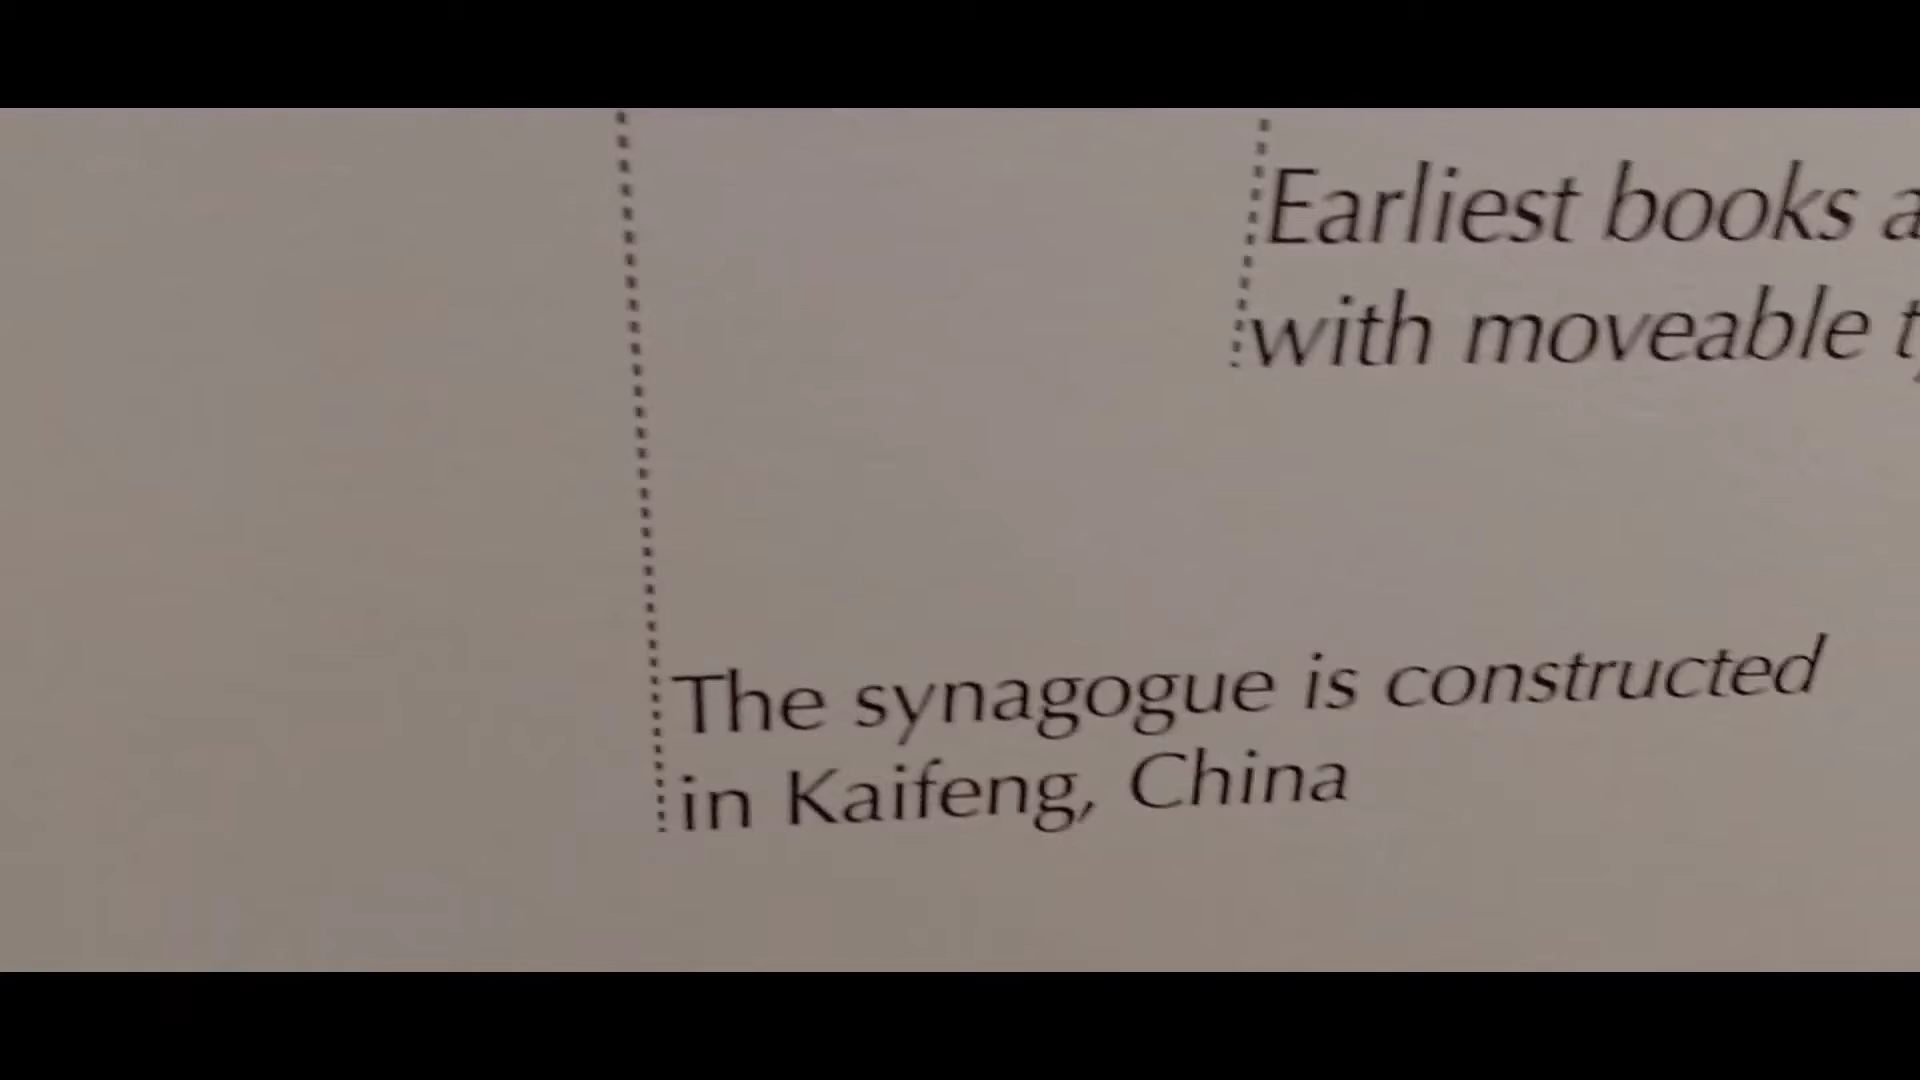 Earliest books
with moveable
The synagogue is constructed
in Kaifeng, China